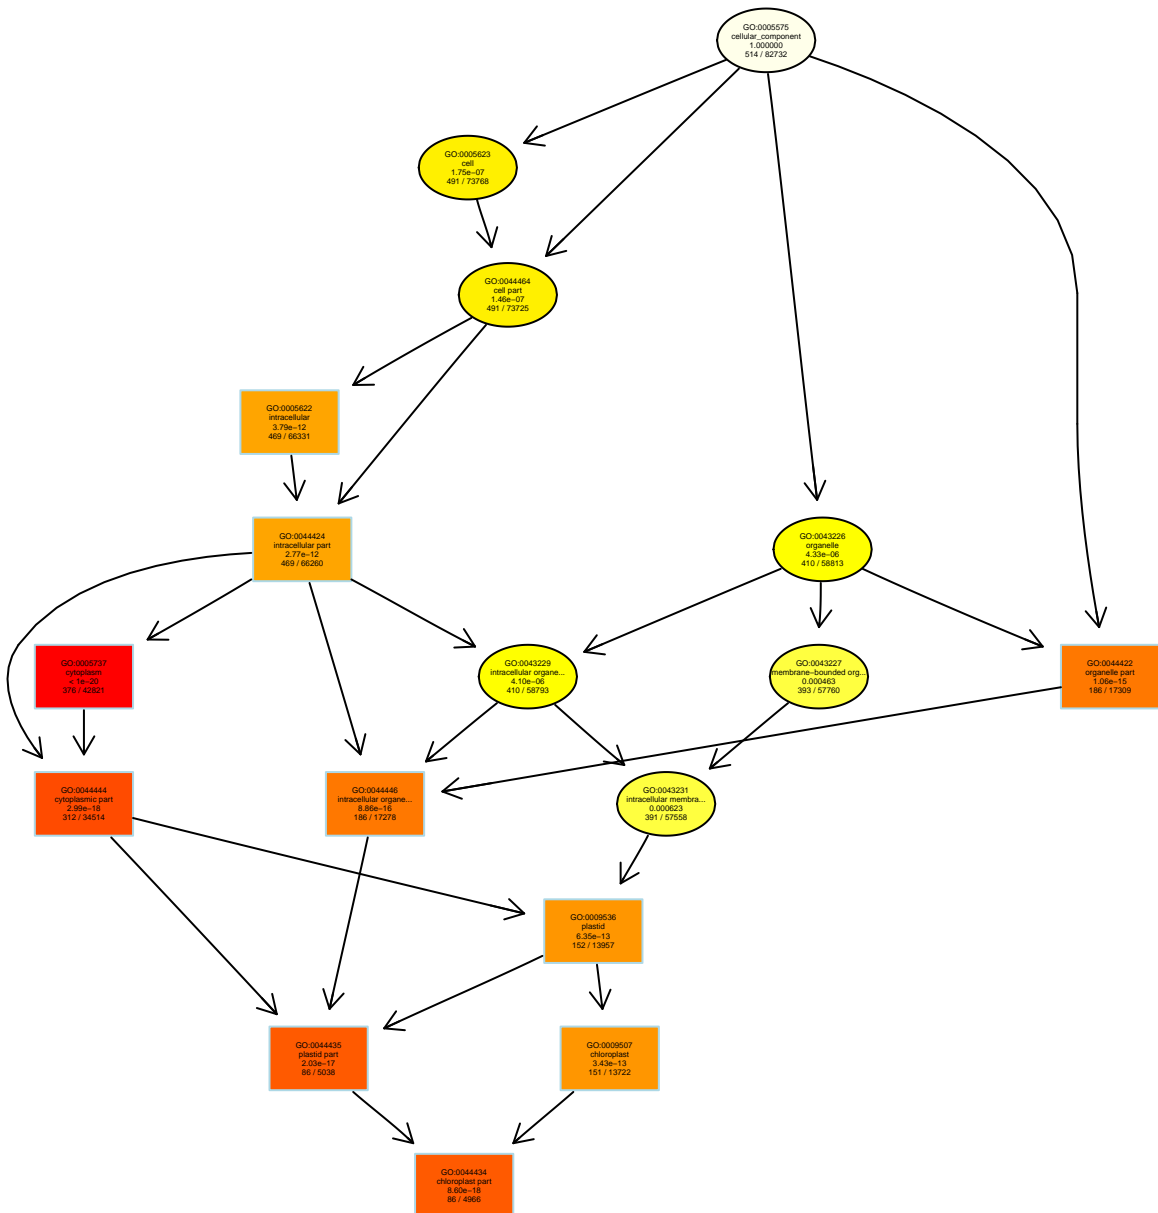 GO:0005575
cellular_component
1.000000
514 / 82732
GO:0005623
cell
1.75e−07
491 / 73768
GO:0044464
cell part
1.46e−07
491 / 73725
GO:0005622
intracellular
3.79e−12
469 / 66331
GO:0044424
intracellular part
2.77e−12
469 / 66260
GO:0043226
organelle
4.33e−06
410 / 58813
GO:0005737
cytoplasm
< 1e−20
376 / 42821
GO:0043229
intracellular organe...
4.10e−06
410 / 58793
GO:0043227
membrane−bounded org...
0.000463
393 / 57760
GO:0044422
organelle part
1.06e−15
186 / 17309
GO:0044444
cytoplasmic part
2.99e−18
312 / 34514
GO:0044446
intracellular organe...
8.86e−16
186 / 17278
GO:0043231
intracellular membra...
0.000623
391 / 57558
GO:0009536
plastid
6.35e−13
152 / 13957
GO:0044435
plastid part
2.03e−17
86 / 5038
GO:0009507
chloroplast
3.43e−13
151 / 13722
GO:0044434
chloroplast part
8.60e−18
86 / 4966